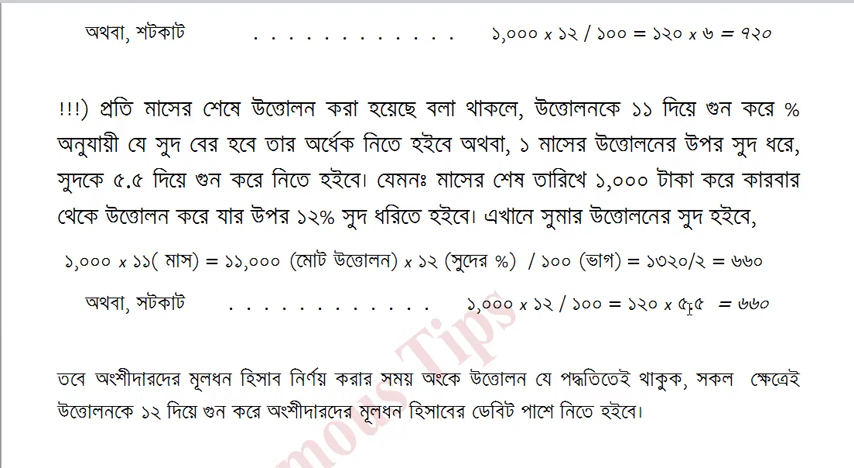 অথবা, শটকাট . . . . . . . . . . . . . ১,০০০ x ১২ / ১০০ = ১২০ x ৬ = ৭২০
!!!) প্রতি মাসের শেষে উত্তোলন করা হয়েছে বলা থাকলে, উত্তোলনকে ১১ দিয়ে গুন করে %
অনুযায়ী যে সুদ বের হবে তার অর্ধেক নিতে হইবে অথবা, ১ মাসের উত্তোলনের উপর সুদ ধরে,
সুদকে ৫.৫ দিয়ে গুন করে নিতে হইবে। যেমনঃ মাসের শেষ তারিখে ১,০০০ টাকা করে কারবার
থেকে উত্তোলন করে যার উপর ১২% সুদ ধরিতে হইবে। এখানে সুমার উত্তোলনের সুদ হইবে,
১,০০০ x ১১( মাস) = ১১,০০০ (মোট উত্তোলন) x ১২ (সুদের %) / ১০০ (ভাগ) = ১৩২০/২ = ৬৬০
অথবা, সটকাট . . . . . . . . . . . . . ১,০০০ x ১২ / ১০০ = ১২০ x ৫.৫ = ৬৬০
তবে অংশীদারদের মূলধন হিসাব নির্ণয় করার সময় অংকে উত্তোলন যে পদ্ধতিতেই থাকুক, সকল ক্ষেত্রেই
উত্তোলনকে ১২ দিয়ে গুন করে অংশীদারদের মূলধন হিসাবের ডেবিট পাশে নিতে হইবে।
mous Tips